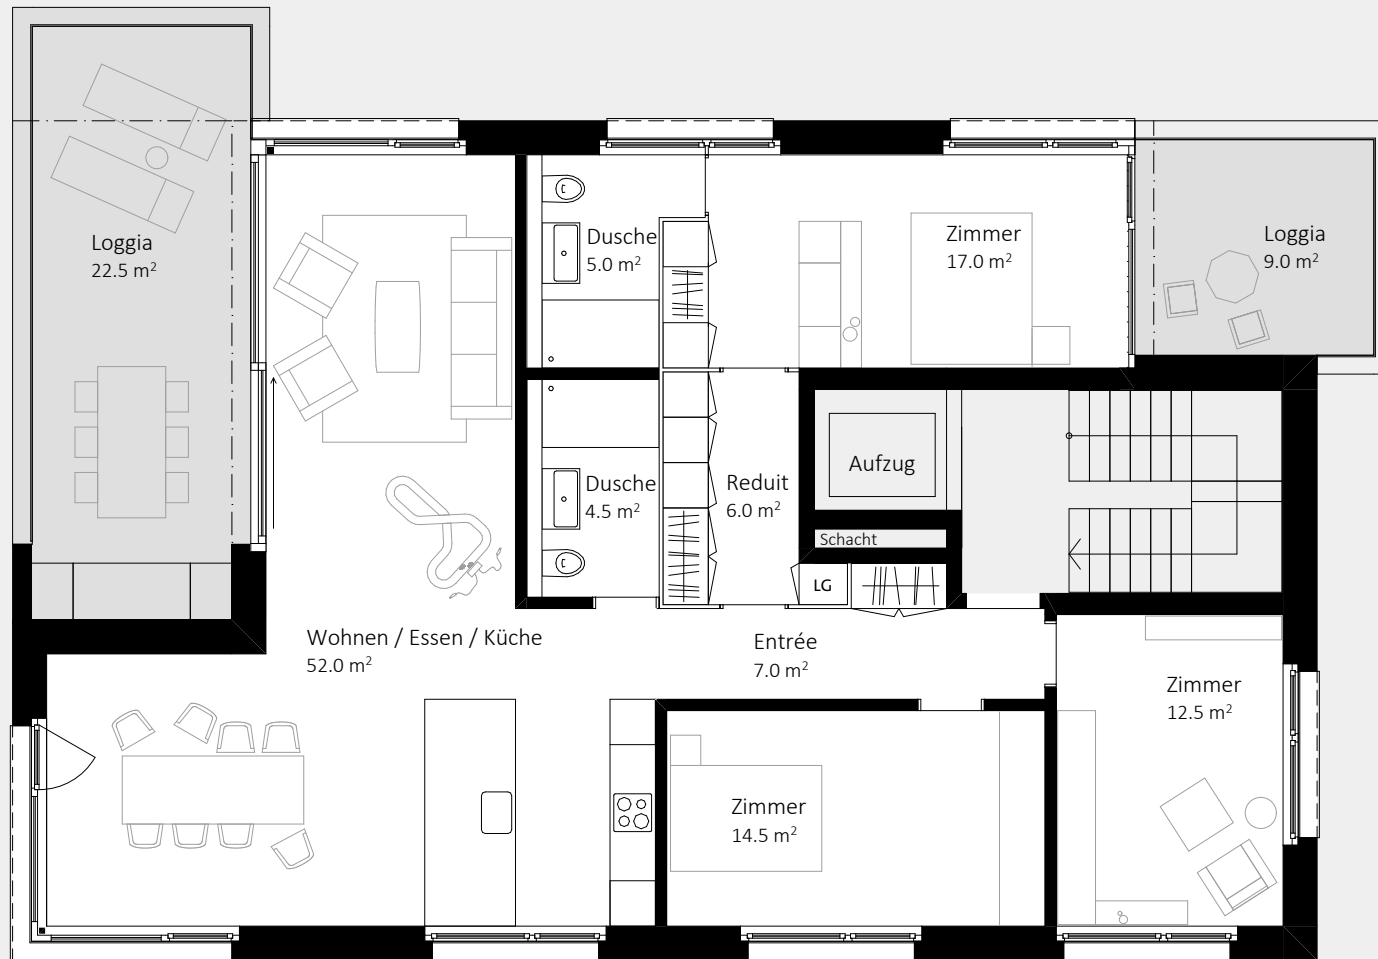 Loggia
22.5 m²
Dusche
5.0 m²
Zimmer
17.0 m²
Loggia
9.0 m²
Aufzug
Dusche
4.5 m²
Reduit
6.0 m²
Schacht
LG
Wohnen / Essen / Küche
52.0 m²
Entrée
7.0 m²
Zimmer
12.5 m²
Zimmer
14.5 m²